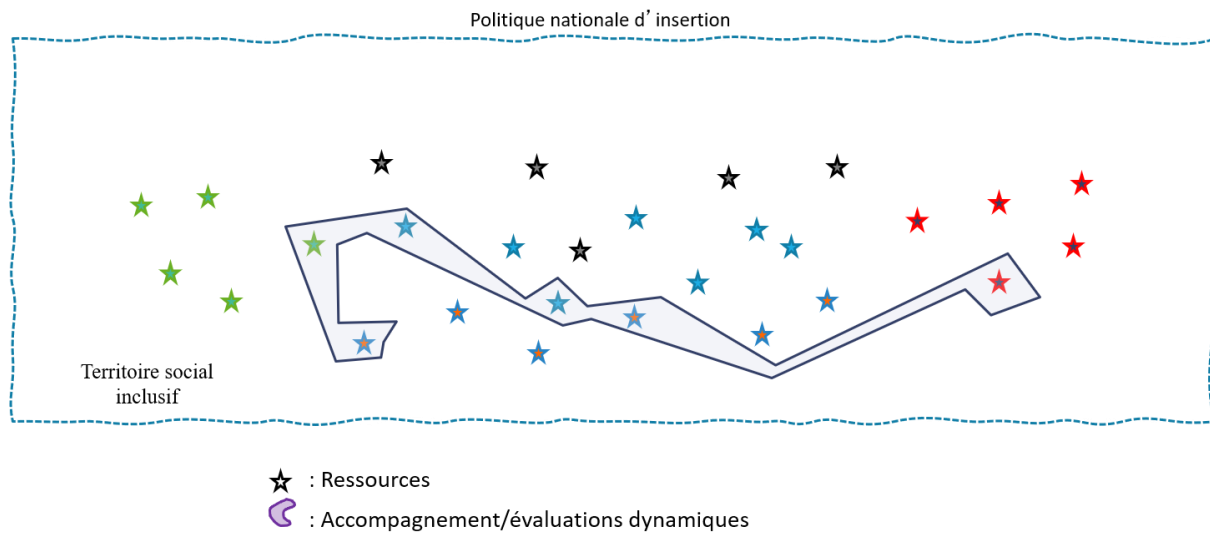 Politique nationale d’ insertion
Territoire social
inclusif
: Ressources
: Accompagnement/évaluations dynamiques